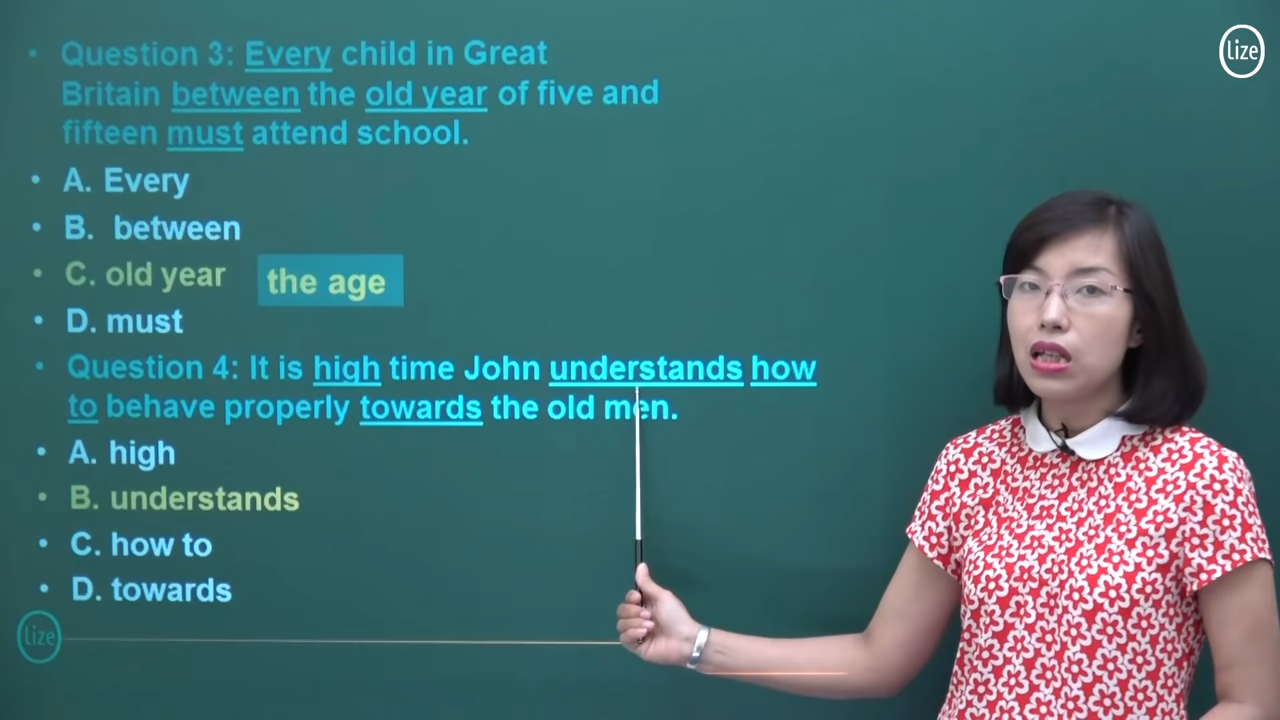 lize
Question 3: Every child in Great
Britain between the old year of five and
fifteen must attend school.
A. Every
B. between
C. old year
the age
D. must
Question 4: It is high time John understands how
to behave properly towards the old men.
A. high
B. understands
C. how to
D. towards
lize